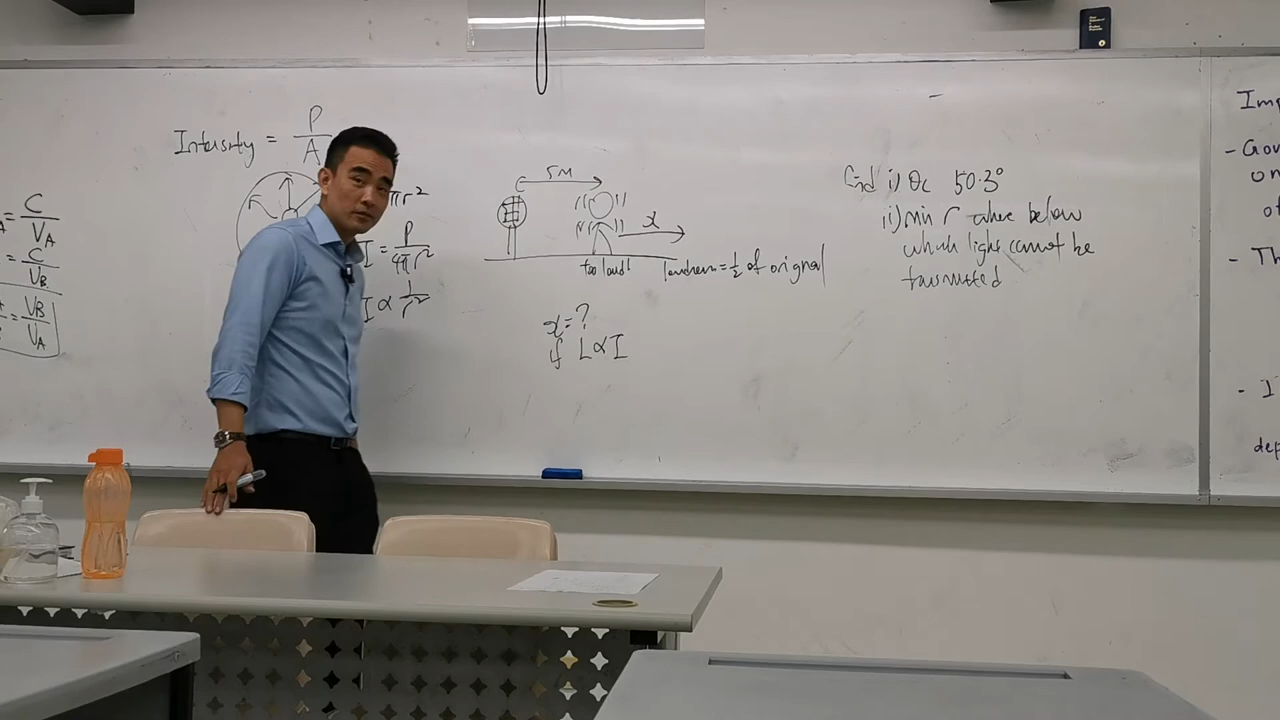 A = C/V_A
= C/V_B
= V_B/V_A
Intensity = P/A
πr²
I = P/4πr²
I ∝ 1/r²
5M
x
too loud!
loudness = ½ of original
x = ?
if L ∝ I
Find i) θc 50.3°
ii) min r where below
which light cannot be
transmitted
Imp
- Gov
on
of
- Th
- I
dep